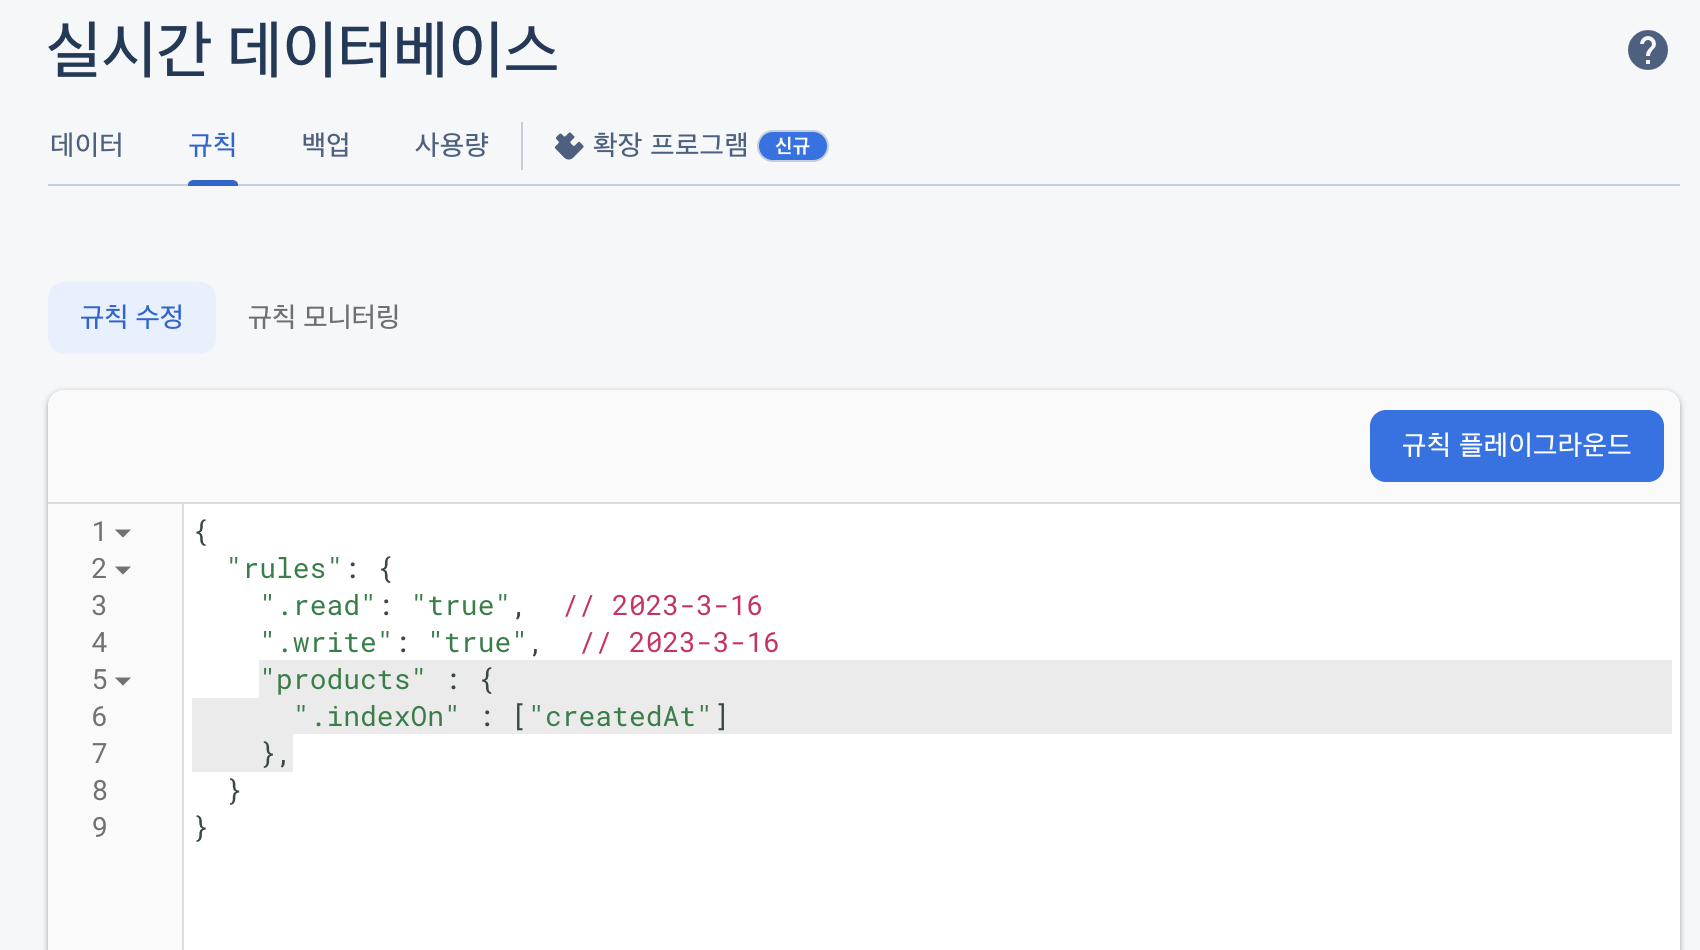 실시간 데이터베이스
?
데이터 규칙 백업 사용량 확장 프로그램 신규
규칙 수정 규칙 모니터링
규칙 플레이그라운드
1 {
2 "rules": {
3 ".read": "true", // 2023-3-16
4 ".write": "true", // 2023-3-16
5 "products" : {
6 ".indexOn" : ["createdAt"]
7 },
8 }
9 }